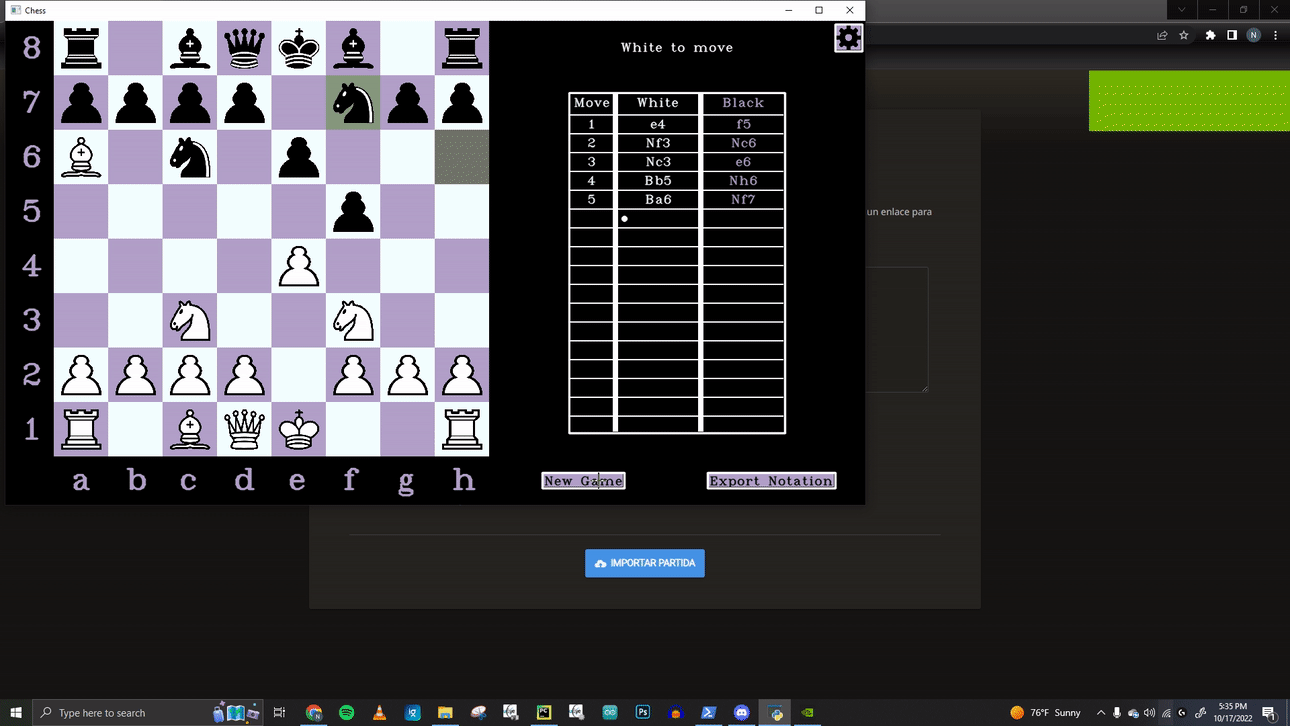 Chess
8
7
6
5
4
3
2
1
a b c d e f g h
White to move
Move White Black
1 e4 f5
2 Nf3 Nc6
3 Nc3 e6
4 Bb5 Nh6
5 Ba6 Nf7
New Game
Export Notation
un enlace para
IMPORTAR PARTIDA
N
Type here to search
76°F Sunny
5:35 PM
10/17/2022